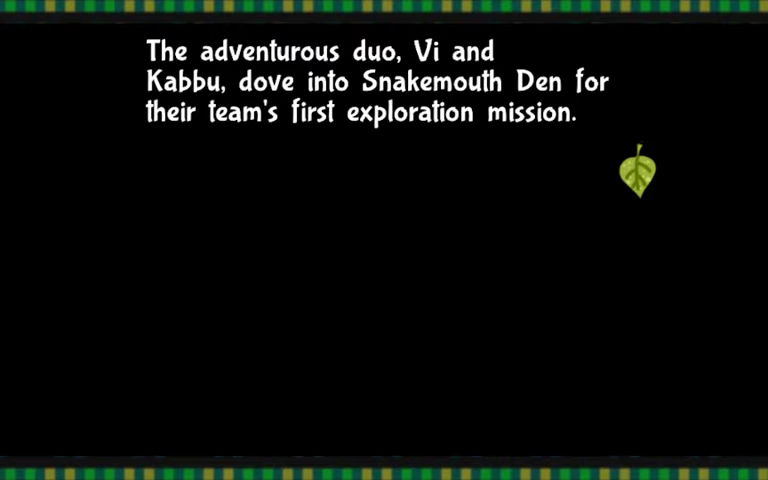 The adventurous duo, Vi and
Kabbu, dove into Snakemouth Den for
their team's first exploration mission.